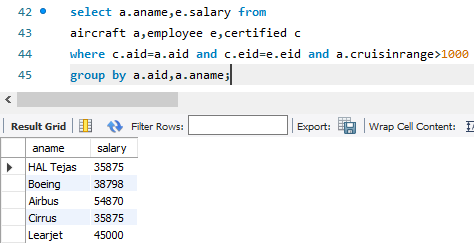 42 select a.aname,e.salary from
43 aircraft a,employee e,certified c
44 where c.aid=a.aid and c.eid=e.eid and a.cruisinrange>1000
45 group by a.aid,a.aname;
Result Grid Filter Rows: Export: Wrap Cell Content:
aname salary
HAL Tejas 35875
Boeing 38798
Airbus 54870
Cirrus 35875
Learjet 45000